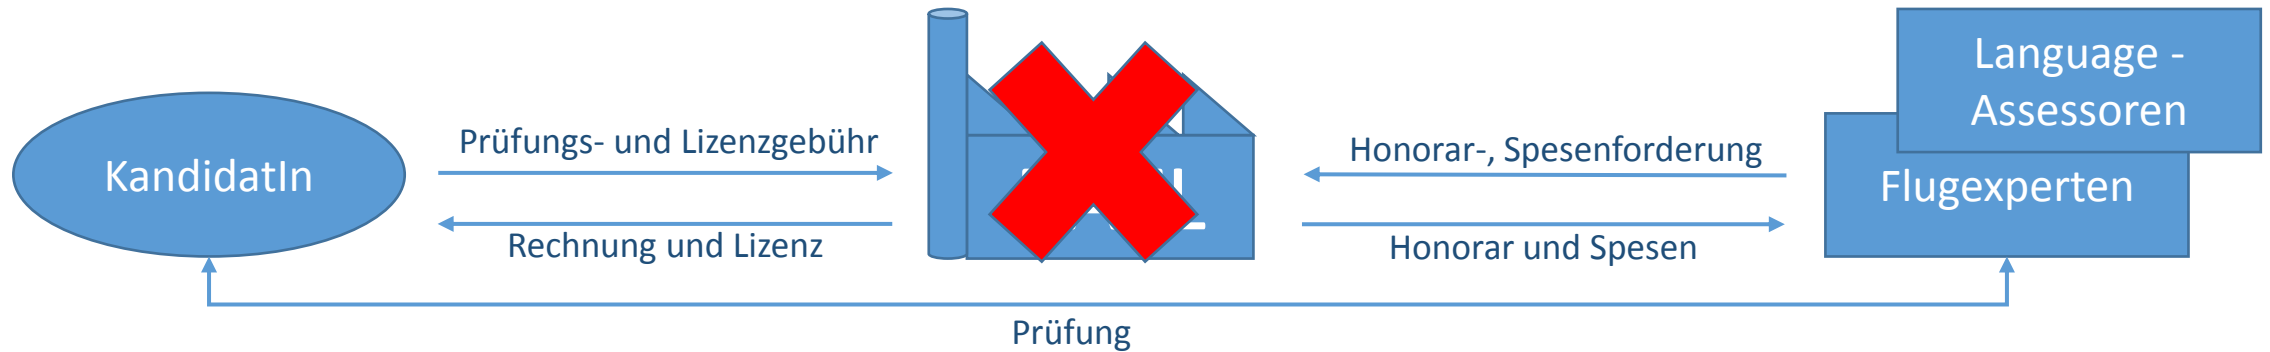 KandidatIn
Prüfungs- und Lizenzgebühr
Rechnung und Lizenz
Honorar-, Spesenforderung
Honorar und Spesen
Language -
Assessoren
Flugexperten
Prüfung